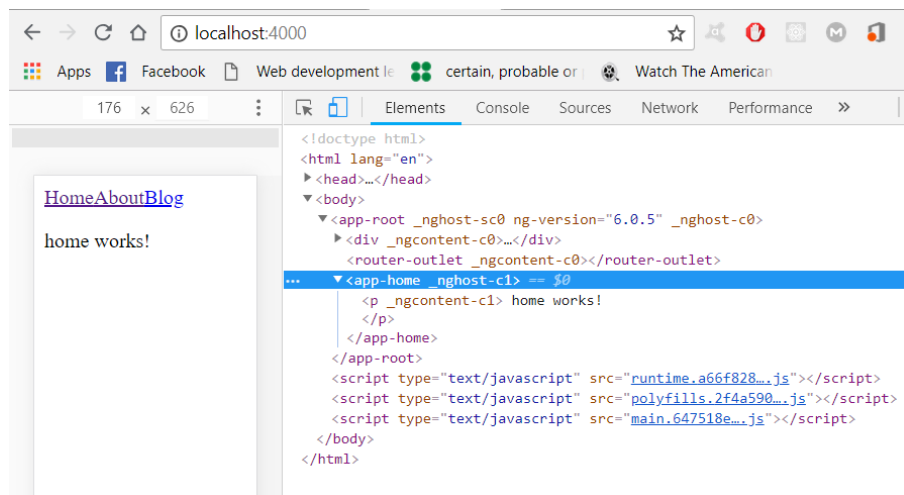 localhost:4000
Apps Facebook Web development le certain, probable or Watch The American
176 x 626 Elements Console Sources Network Performance »
HomeAboutBlog
home works!
<!doctype html>
<html lang="en">
<head>…</head>
<body>
<app-root _nghost-sc0 ng-version="6.0.5" _nghost-c0>
<div _ngcontent-c0>…</div>
<router-outlet _ngcontent-c0></router-outlet>
… <app-home _nghost-c1> == $0
<p _ngcontent-c1> home works!
</p>
</app-home>
</app-root>
<script type="text/javascript" src="runtime.a66f828….js"></script>
<script type="text/javascript" src="polyfills.2f4a590….js"></script>
<script type="text/javascript" src="main.647518e….js"></script>
</body>
</html>